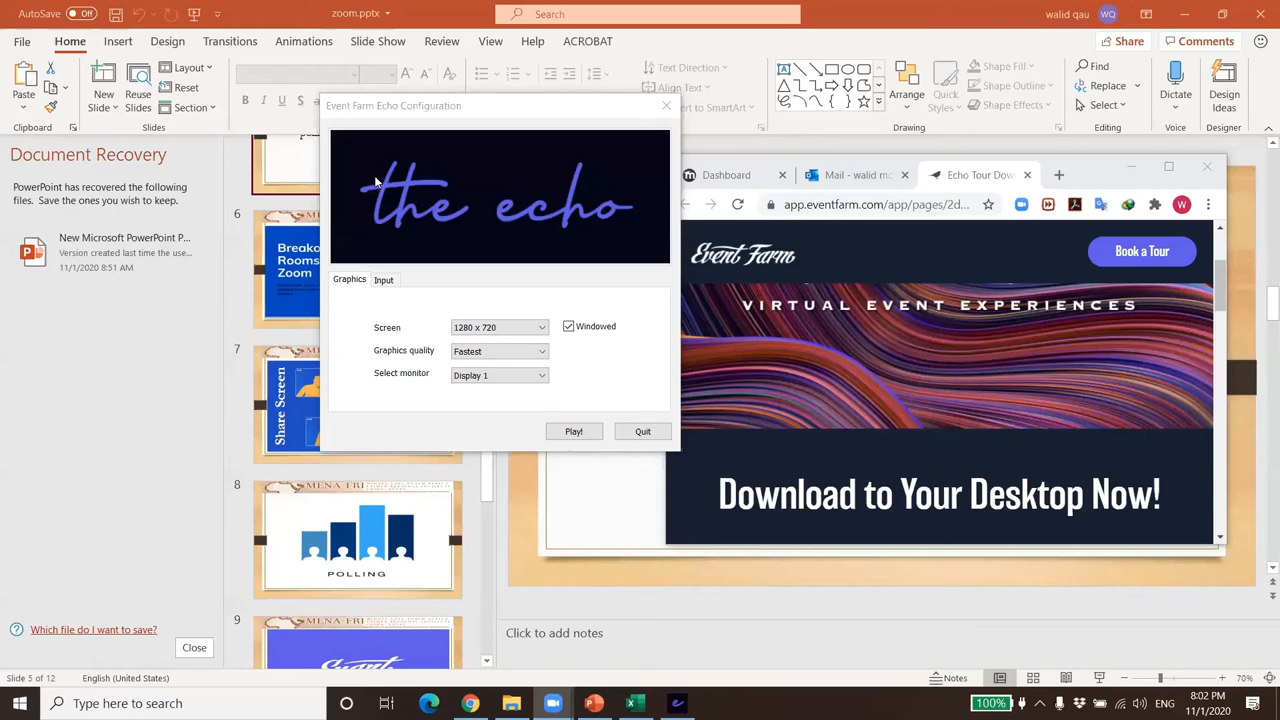 AutoSave Off zoom.pptx Search walid qau WQ
File Home Insert Design Transitions Animations Slide Show Review View Help ACROBAT Share Comments
Paste Clipboard
New Slide Reuse Slides Layout Reset Section Slides
B I U S
Text Direction
Align Text
SmartArt
Arrange Quick Styles Shape Fill Shape Effects Drawing
Find Replace Select Editing
Dictate Voice
Design Ideas Designer
Document Recovery
PowerPoint has recovered the following
files. Save the ones you wish to keep.
New Microsoft PowerPoint P...
Version created last time the use...
11/1/2020 8:51 AM
Which file do I want to save?
Close
6
Rooms
Zoom
7
Share Screen
8
POLLING
9
Event Farm Echo Configuration
the echo
Graphics Input
Screen 1280 x 720 Windowed
Graphics quality Fastest
Select monitor Display 1
Play! Quit
Dashboard Mail - walid mo Echo Tour Dow
app.eventfarm.com/app/pages/2d... W
Event Farm Book a Tour
VIRTUAL EVENT EXPERIENCES
Download to Your Desktop Now!
Click to add notes
Slide 5 of 12 English (United States) Notes 70%
Type here to search 100% 8:02 PM
11/1/2020